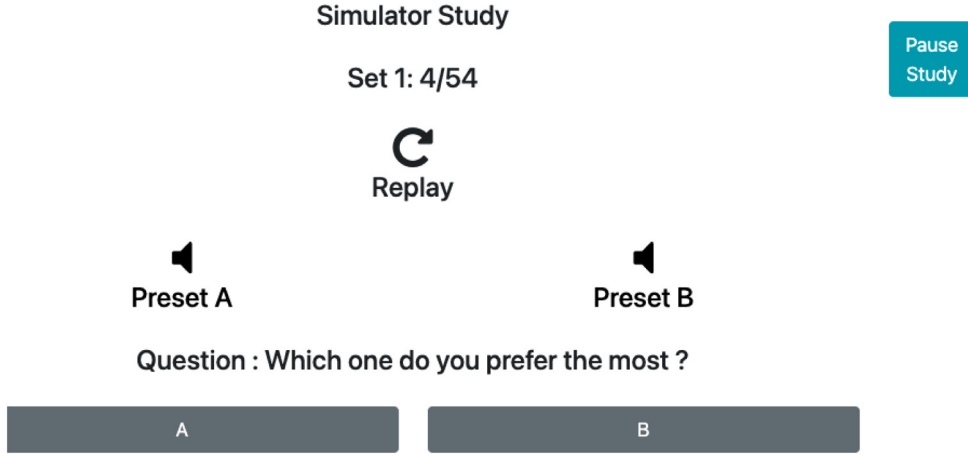 Simulator Study
Pause
Study
Set 1: 4/54
Replay
Preset A
Preset B
Question : Which one do you prefer the most ?
A
B